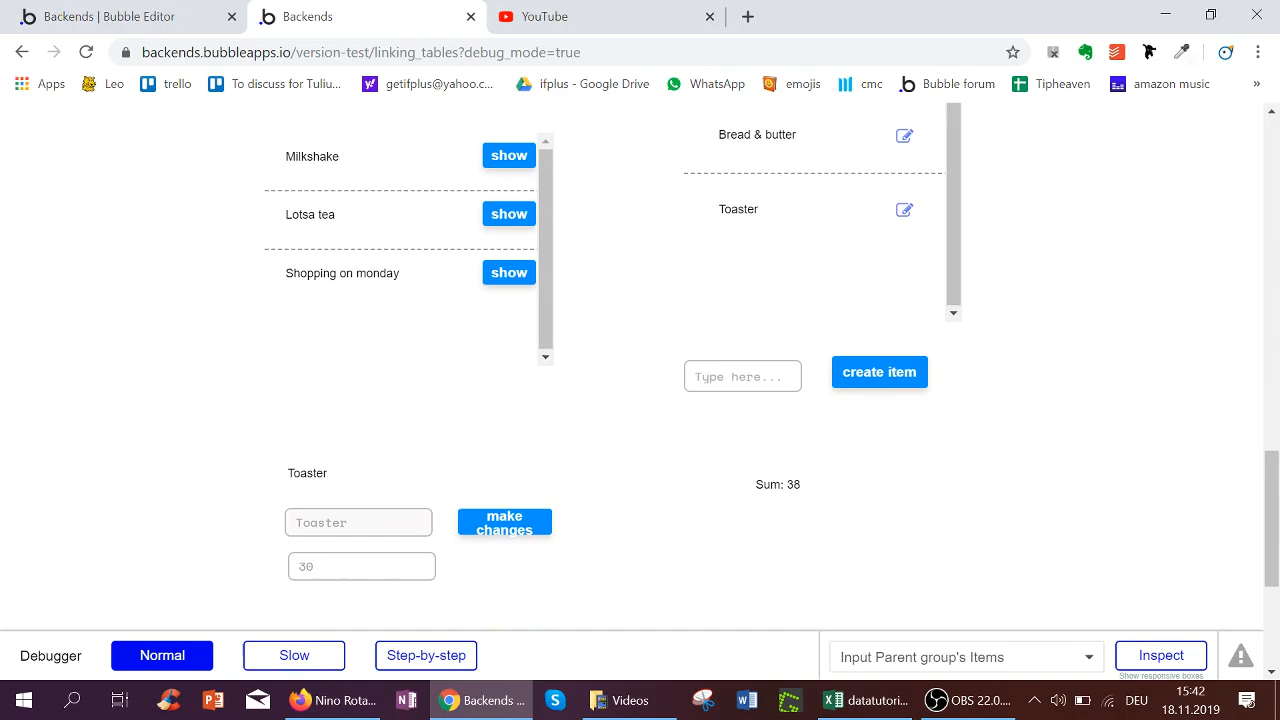 Backends | Bubble Editor
Backends
YouTube
backends.bubbleapps.io/version-test/linking_tables?debug_mode=true
Apps
Leo
trello
To discuss for Tuliu...
getifplus@yahoo.c...
ifplus - Google Drive
WhatsApp
emojis
cmc
Bubble forum
Tipheaven
amazon music
»
Bread & butter
Milkshake
show
Toaster
Lotsa tea
show
Shopping on monday
show
Type here...
create item
Toaster
Sum: 38
Toaster
make
changes
30
Debugger
Normal
Slow
Step-by-step
Input Parent group's Items
Inspect
Show responsive boxes
Nino Rota...
Backends ...
Videos
datatutori...
OBS 22.0....
DEU
15:42
18.11.2019